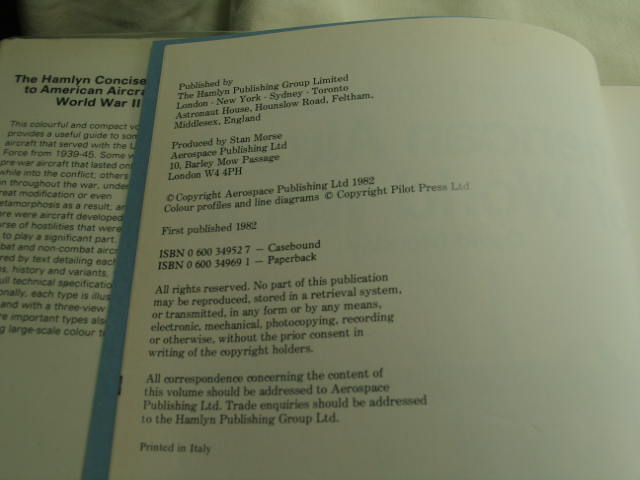 The Hamlyn Concise
to American Aircra
World War II
This colourful and compact vo
provides a useful guide to som
aircraft that served with the U
Force from 1939-45. Some w
pre-war aircraft that lasted onl
while into the conflict; others
n throughout the war, unde
reat modification or even
etamorphosis as a result; an
ere were aircraft developed
rse of hostilities that were
to play a significant part.
bat and non-combat aircr
red by text detailing each
s, history and variants,
ull technical specificatio
onally, each type is illus
and with a three-view
re important types als
g large-scale colour
Published by
The Hamlyn Publishing Group Limited
London · New York · Sydney · Toronto
Astronaut House, Hounslow Road, Feltham,
Middlesex, England
Produced by Stan Morse
Aerospace Publishing Ltd
10, Barley Mow Passage
London W4 4PH
© Copyright Aerospace Publishing Ltd 1982
Colour profiles and line diagrams © Copyright Pilot Press Ltd
First published 1982
ISBN 0 600 34952 7 — Casebound
ISBN 0 600 34969 1 — Paperback
All rights reserved. No part of this publication
may be reproduced, stored in a retrieval system,
or transmitted, in any form or by any means,
electronic, mechanical, photocopying, recording
or otherwise, without the prior consent in
writing of the copyright holders.
All correspondence concerning the content of
this volume should be addressed to Aerospace
Publishing Ltd. Trade enquiries should be addressed
to the Hamlyn Publishing Group Ltd.
Printed in Italy